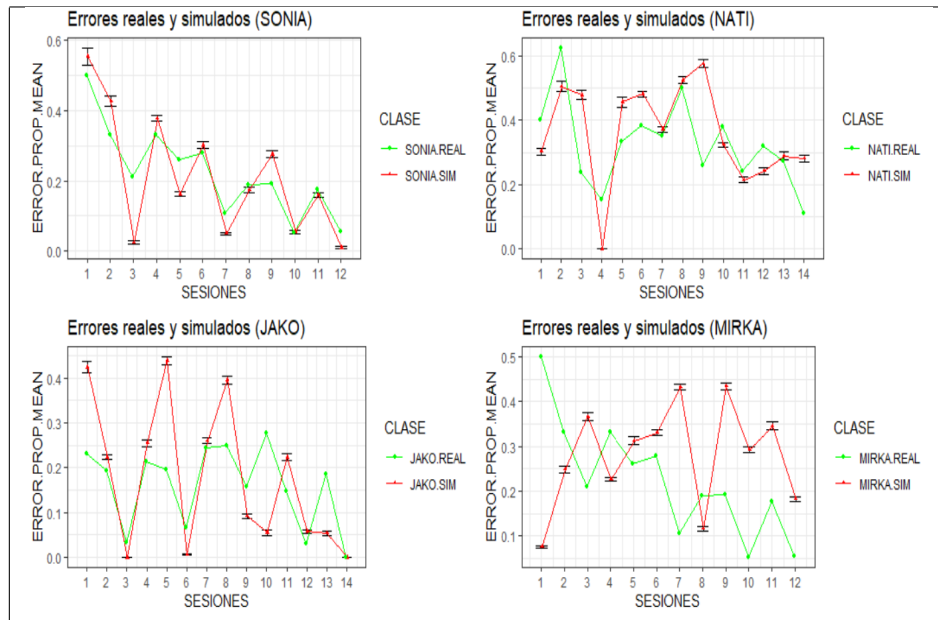 Errores reales y simulados (SONIA)
ERROR.PROP.MEAN
0.6
0.4
0.2
0.0
1 2 3 4 5 6 7 8 9 10 11 12
SESIONES
CLASE
SONIA.REAL
SONIA.SIM
Errores reales y simulados (NATI)
ERROR.PROP.MEAN
0.6
0.4
0.2
0.0
1 2 3 4 5 6 7 8 9 10 11 12 13 14
SESIONES
CLASE
NATI.REAL
NATI.SIM
Errores reales y simulados (JAKO)
ERROR.PROP.MEAN
0.4
0.3
0.2
0.1
0.0
1 2 3 4 5 6 7 8 9 10 11 12 13 14
SESIONES
CLASE
JAKO.REAL
JAKO.SIM
Errores reales y simulados (MIRKA)
ERROR.PROP.MEAN
0.5
0.4
0.3
0.2
0.1
1 2 3 4 5 6 7 8 9 10 11 12
SESIONES
CLASE
MIRKA.REAL
MIRKA.SIM